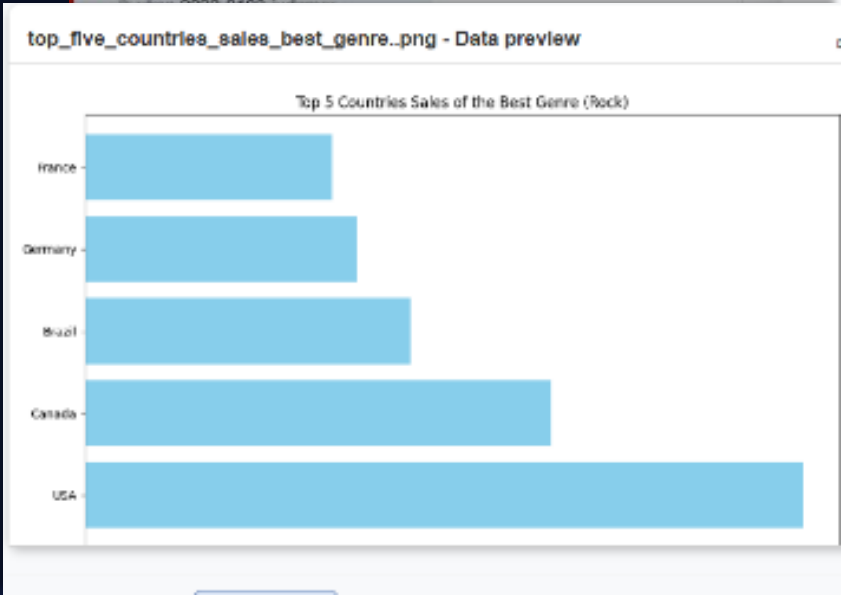 top_five_countries_sales_best_genre..png - Data preview
Top 5 Countries Sales of the Best Genre (Rock)
France
Germany
Brazil
Canada
USA